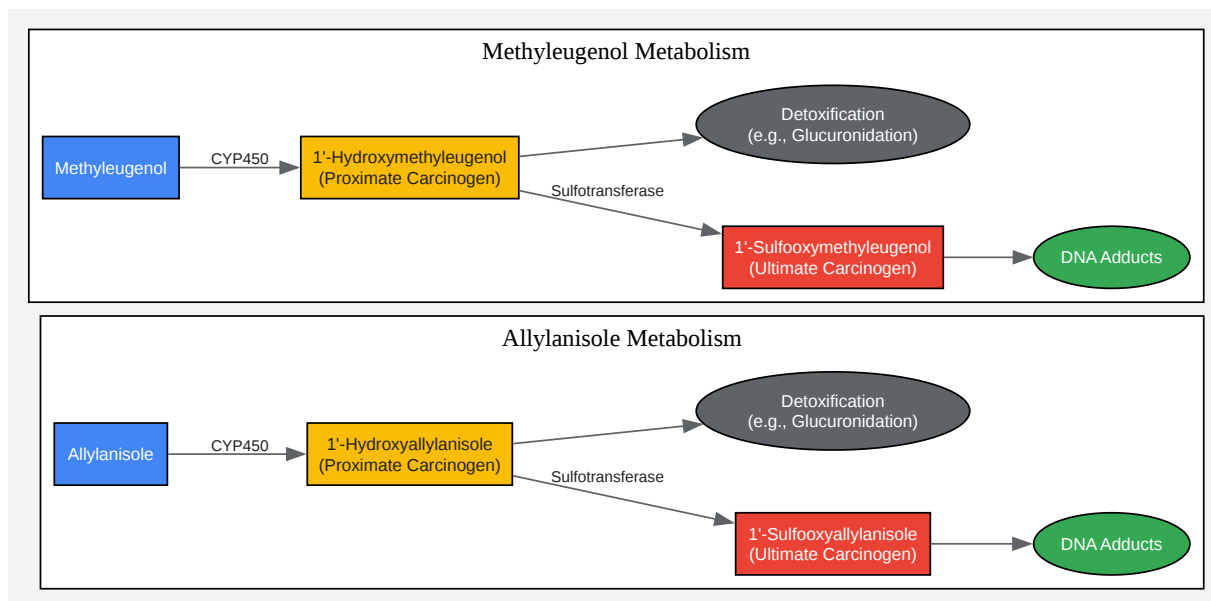 Methyleugenol Metabolism
Detoxification
(e.g., Glucuronidation)
Methyleugenol
CYP450
1'-Hydroxymethyleugenol
(Proximate Carcinogen)
Sulfotransferase
1'-Sulfooxymethyleugenol
(Ultimate Carcinogen)
DNA Adducts
Allylanisole Metabolism
Detoxification
(e.g., Glucuronidation)
Allylanisole
CYP450
1'-Hydroxyallylanisole
(Proximate Carcinogen)
Sulfotransferase
1'-Sulfooxyallylanisole
(Ultimate Carcinogen)
DNA Adducts